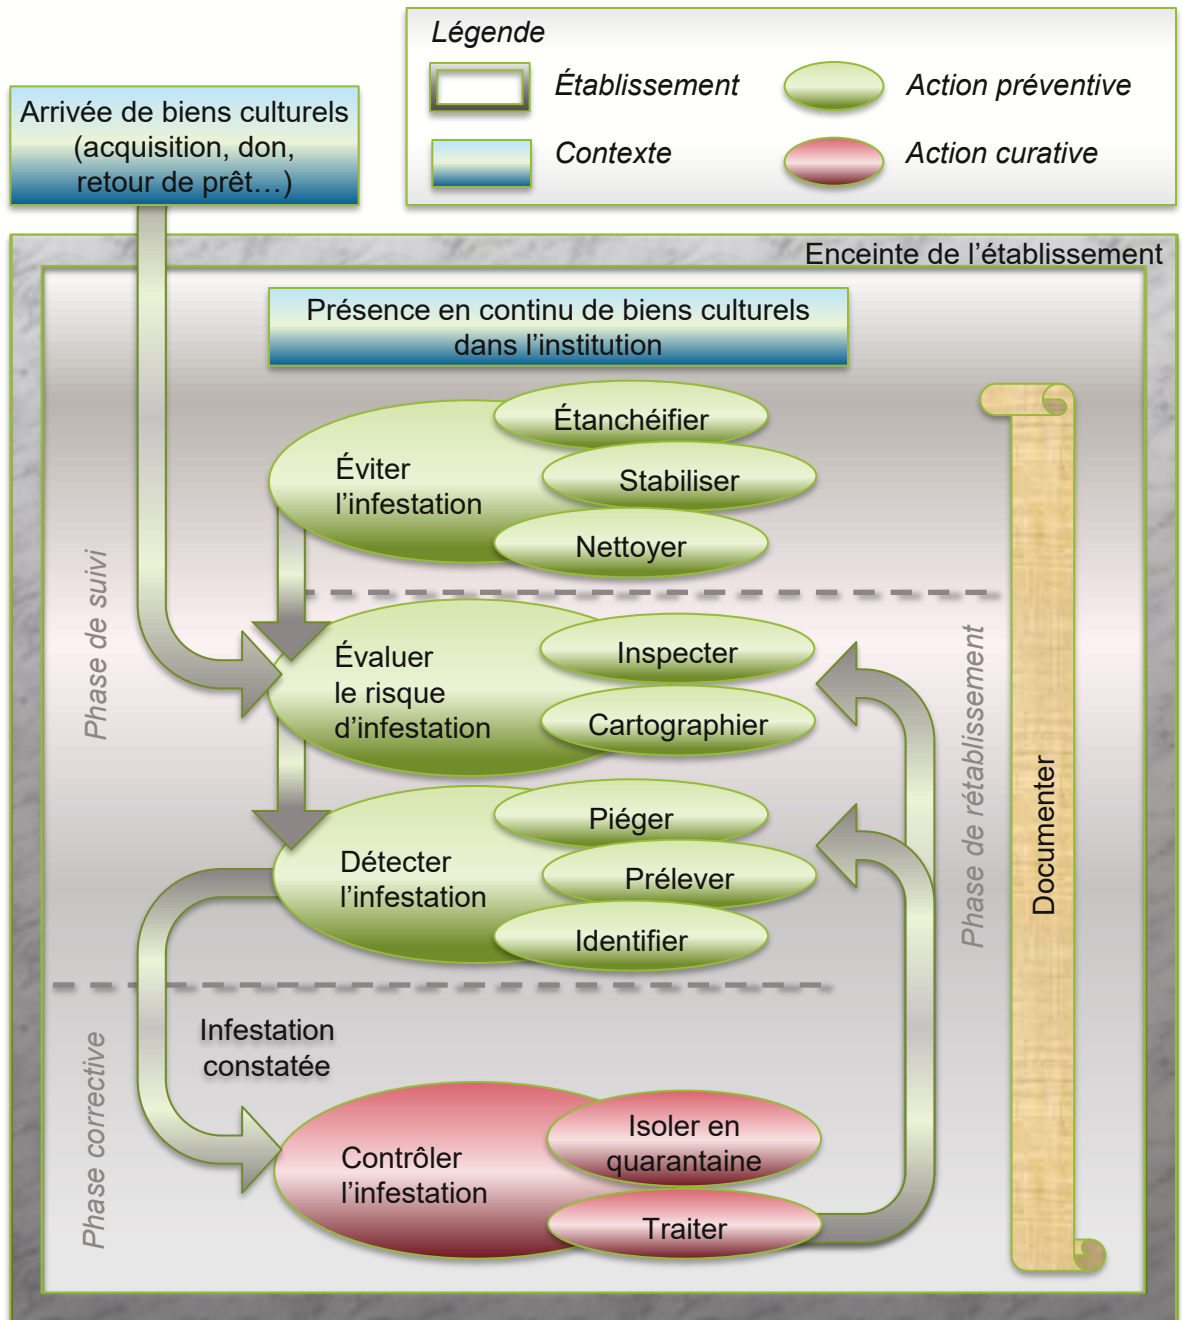 Légende
Établissement
Action préventive
Contexte
Action curative
Arrivée de biens culturels
(acquisition, don,
retour de prêt…)
Enceinte de l’établissement
Présence en continu de biens culturels
dans l’institution
Éviter
l’infestation
Étanchéifier
Stabiliser
Nettoyer
Phase de suivi
Évaluer
le risque
d’infestation
Inspecter
Cartographier
Détecter
l’infestation
Piéger
Prélever
Identifier
Phase de rétablissement
Documenter
Phase corrective
Infestation
constatée
Contrôler
l’infestation
Isoler en
quarantaine
Traiter